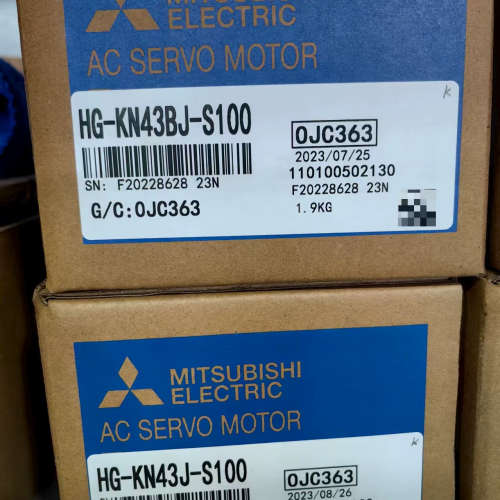 MITSUBISHI
ELECTRIC
AC SERVO MOTOR
K
HG-KN43BJ-S100
0JC363
2023/07/25
110100502130
SN: F20228628 23N
F20228628 23N
G/C:0JC363
1.9KG
MITSUBISHI
ELECTRIC
AC SERVO MOTOR
K
HG-KN43J-S100
0JC363
2023/08/26